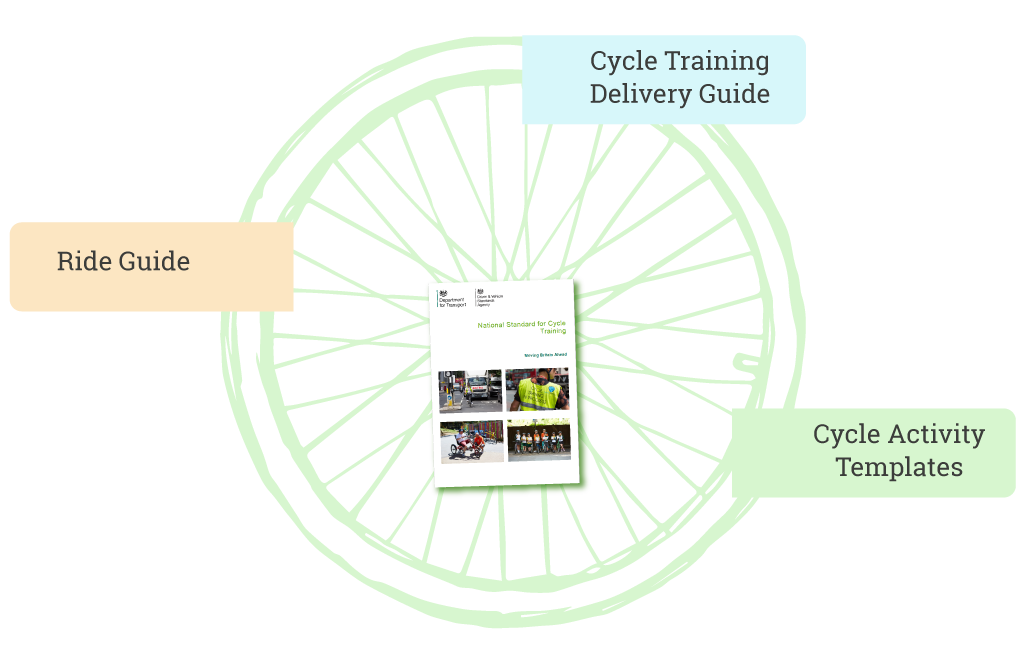 Cycle Training
Delivery Guide
Ride Guide
Department
for Transport
Driver & Vehicle
Standards
Agency
National Standard for Cycle
Training
Moving Britain Ahead
Cycle Activity
Templates